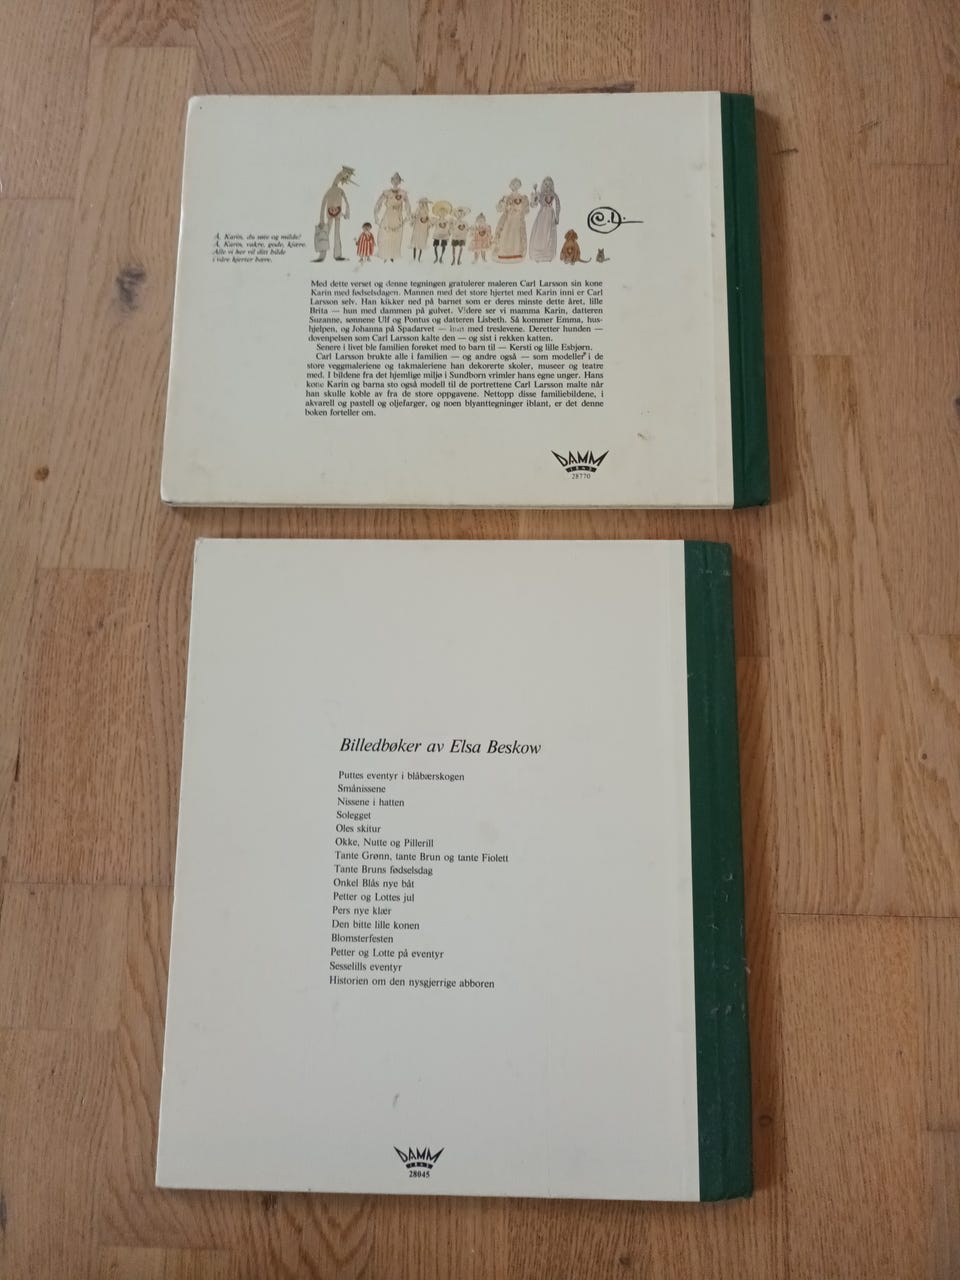 Å, Karin, du søte og milde!
Å, Karin, vakre, gode, kjære.
Alle vi her vil ditt bilde
i våre hjerter bære.
C.L.
Med dette verset og denne tegningen gratulerer maleren Carl Larsson sin kone
Karin med fødselsdagen. Mannen med det store hjertet med Karin inni er Carl
Larsson selv. Han kikker ned på barnet som er deres minste dette året, lille
Brita — hun med dammen på gulvet. Videre ser vi mamma Karin, datteren
Suzanne, sønnene Ulf og Pontus og datteren Lisbeth. Så kommer Emma, hus-
hjelpen, og Johanna på Spadarvet — hun med treslevene. Deretter hunden —
dovenpelsen som Carl Larsson kalte den — og sist i rekken katten.
Senere i livet ble familien forøket med to barn til — Kersti og lille Esbjørn.
Carl Larsson brukte alle i familien — og andre også — som modeller i de
store veggmaleriene og takmaleriene han dekorerte skoler, museer og teatre
med. I bildene fra det hjemlige miljø i Sundborn vrimler hans egne unger. Hans
kone Karin og barna sto også modell til de portrettene Carl Larsson malte når
han skulle koble av fra de store oppgavene. Nettopp disse familiebildene, i
akvarell og pastell og oljefarger, og noen blyanttegninger iblant, er det denne
boken forteller om.
DAMM
1843
28770
Billedbøker av Elsa Beskow
Puttes eventyr i blåbærskogen
Smånissene
Nissene i hatten
Solegget
Oles skitur
Okke, Nutte og Pillerill
Tante Grønn, tante Brun og tante Fiolett
Tante Bruns fødselsdag
Onkel Blås nye båt
Petter og Lottes jul
Pers nye klær
Den bitte lille konen
Blomsterfesten
Petter og Lotte på eventyr
Sesselills eventyr
Historien om den nysgjerrige abboren
DAMM
1843
28045